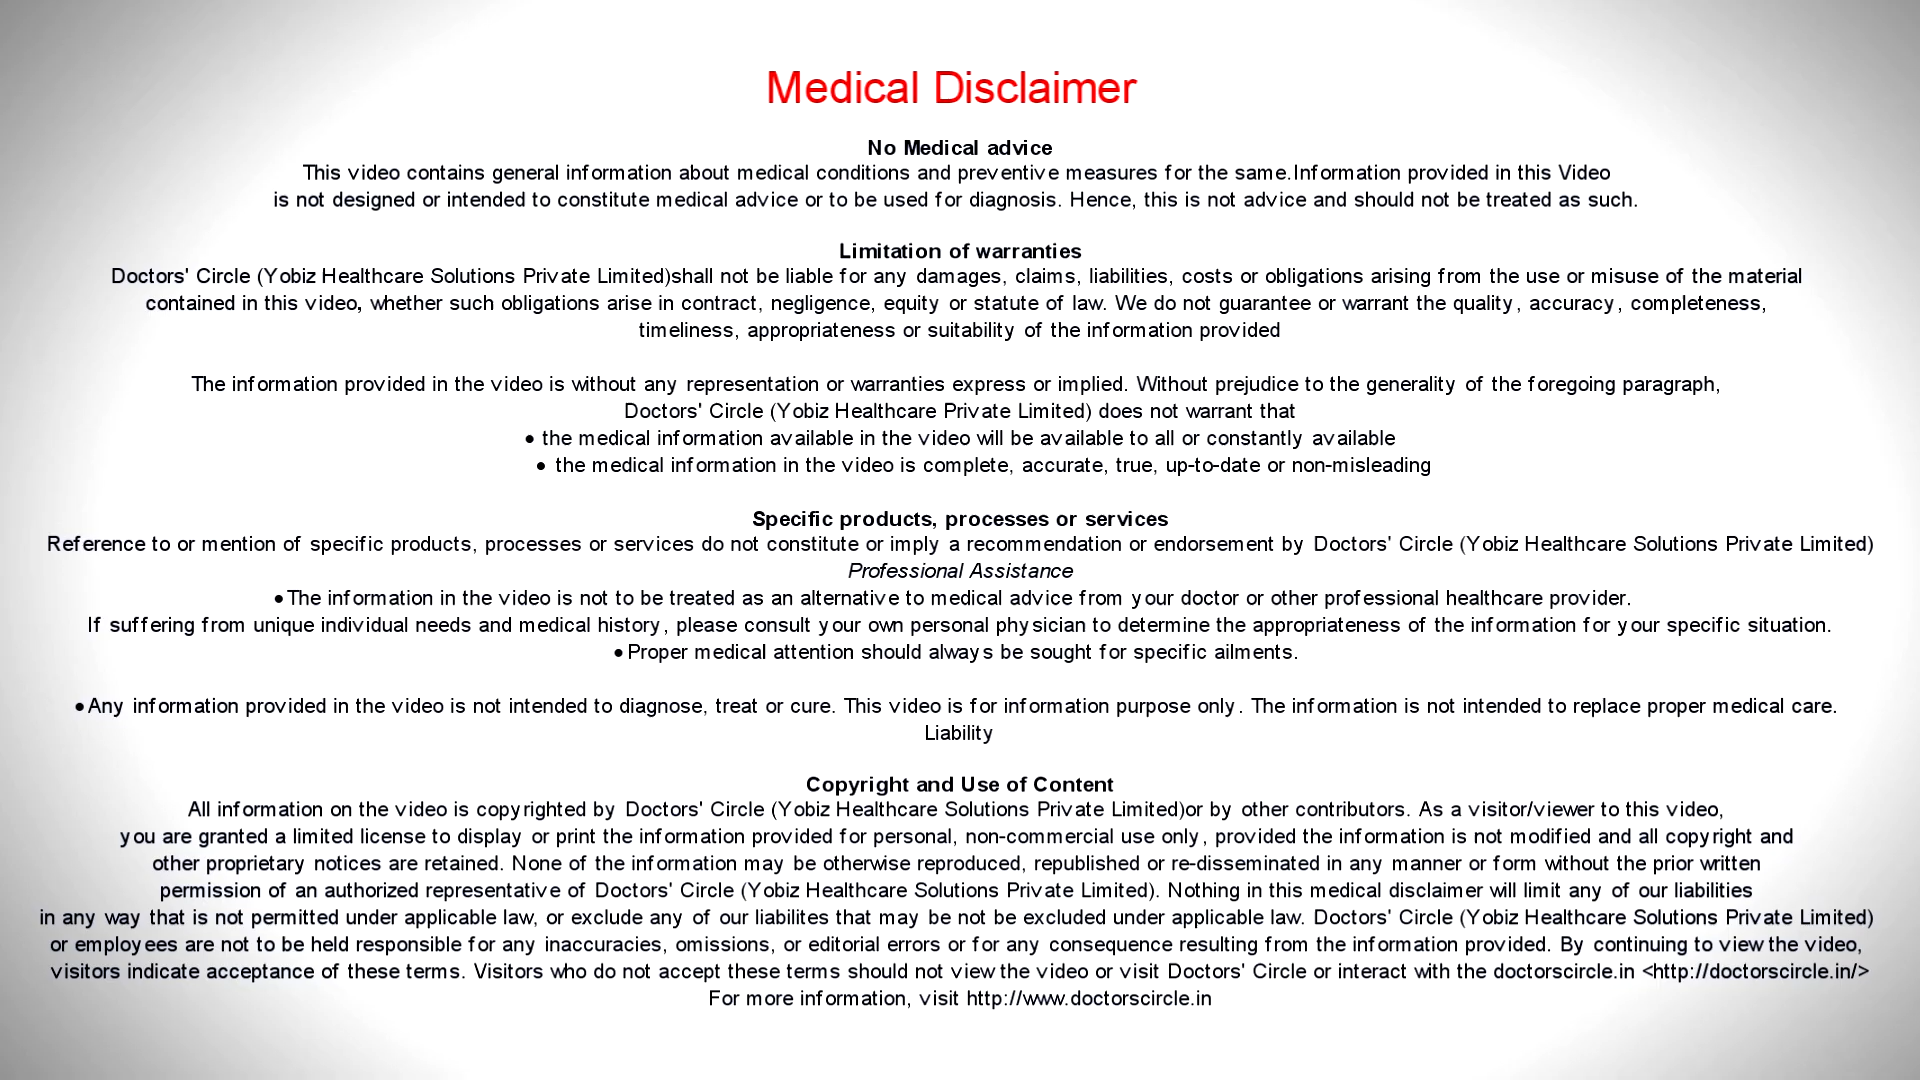 Medical Disclaimer
No Medical advice
This video contains general information about medical conditions and preventive measures for the same.Information provided in this Video
is not designed or intended to constitute medical advice or to be used for diagnosis. Hence, this is not advice and should not be treated as such.
Limitation of warranties
Doctors' Circle (Yobiz Healthcare Solutions Private Limited)shall not be liable for any damages, claims, liabilities, costs or obligations arising from the use or misuse of the material
contained in this video, whether such obligations arise in contract, negligence, equity or statute of law. We do not guarantee or warrant the quality, accuracy, completeness,
timeliness, appropriateness or suitability of the information provided
The information provided in the video is without any representation or warranties express or implied. Without prejudice to the generality of the foregoing paragraph,
Doctors' Circle (Yobiz Healthcare Private Limited) does not warrant that
• the medical information available in the video will be available to all or constantly available
• the medical information in the video is complete, accurate, true, up-to-date or non-misleading
Specific products, processes or services
Reference to or mention of specific products, processes or services do not constitute or imply a recommendation or endorsement by Doctors' Circle (Yobiz Healthcare Solutions Private Limited)
Professional Assistance
•The information in the video is not to be treated as an alternative to medical advice from your doctor or other professional healthcare provider.
If suffering from unique individual needs and medical history, please consult your own personal physician to determine the appropriateness of the information for your specific situation.
•Proper medical attention should always be sought for specific ailments.
•Any information provided in the video is not intended to diagnose, treat or cure. This video is for information purpose only. The information is not intended to replace proper medical care.
Liability
Copyright and Use of Content
All information on the video is copyrighted by Doctors' Circle (Yobiz Healthcare Solutions Private Limited)or by other contributors. As a visitor/viewer to this video,
you are granted a limited license to display or print the information provided for personal, non-commercial use only, provided the information is not modified and all copyright and
other proprietary notices are retained. None of the information may be otherwise reproduced, republished or re-disseminated in any manner or form without the prior written
permission of an authorized representative of Doctors' Circle (Yobiz Healthcare Solutions Private Limited). Nothing in this medical disclaimer will limit any of our liabilities
in any way that is not permitted under applicable law, or exclude any of our liabilites that may be not be excluded under applicable law. Doctors' Circle (Yobiz Healthcare Solutions Private Limited)
or employees are not to be held responsible for any inaccuracies, omissions, or editorial errors or for any consequence resulting from the information provided. By continuing to view the video,
visitors indicate acceptance of these terms. Visitors who do not accept these terms should not view the video or visit Doctors' Circle or interact with the doctorscircle.in <http://doctorscircle.in/>
For more information, visit http://www.doctorscircle.in